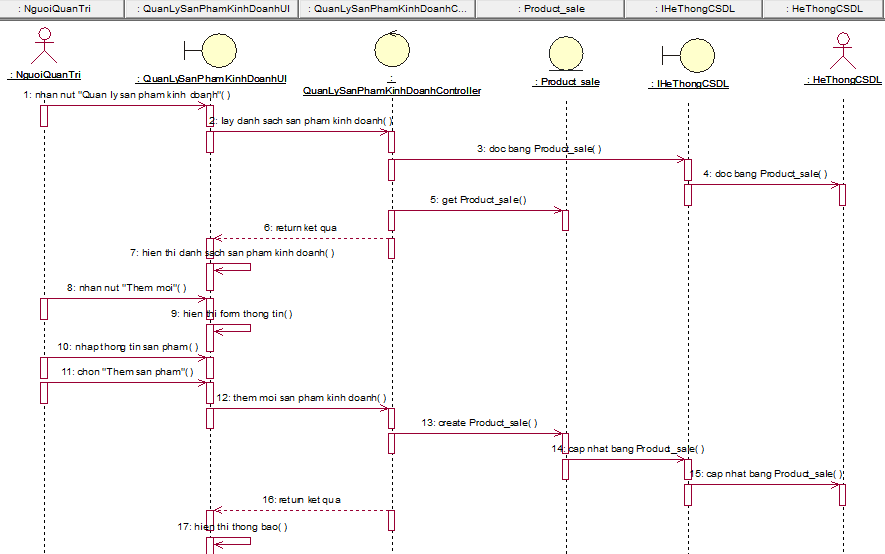 : NguoiQuanTri
: QuanLySanPhamKinhDoanhUI
: QuanLySanPhamKinhDoanhCo...
: Product_sale
: IHeThongCSDL
: HeThongCSDL
: NguoiQuanTri
: QuanLySanPhamKinhDoanhUI
:
QuanLySanPhamKinhDoanhController
: Product sale
: IHeThongCSDL
: HeThongCSDL
1: nhan nut "Quan ly san pham kinh doanh"( )
2: lay danh sach san pham kinh doanh( )
3: doc bang Product_sale( )
4: doc bang Product_sale( )
5: get Product_sale()
6: return ket qua
7: hien thi danh sach san pham kinh doanh( )
8: nhan nut "Them moi"( )
9: hien thi form thong tin( )
10: nhap thong tin san pham( )
11: chon "Them san pham"( )
12: them moi san pham kinh doanh( )
13: create Product_sale( )
14: cap nhat bang Product_sale( )
15: cap nhat bang Product_sale( )
16: return ket qua
17: hien thi thong bao( )